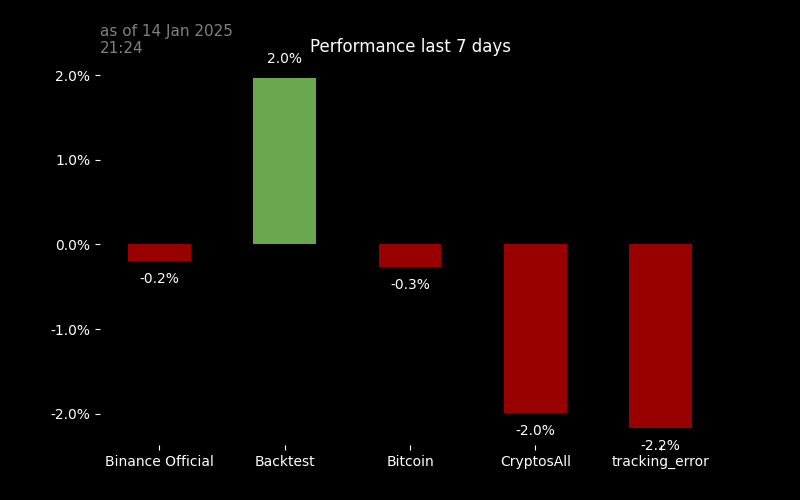 as of 14 Jan 2025
21:24
Performance last 7 days
2.0%
2.0%
1.0%
0.0%
-0.2%
-0.3%
-1.0%
-2.0%
-2.0%
-2.2%
Binance Official
Backtest
Bitcoin
CryptosAll
tracking_error